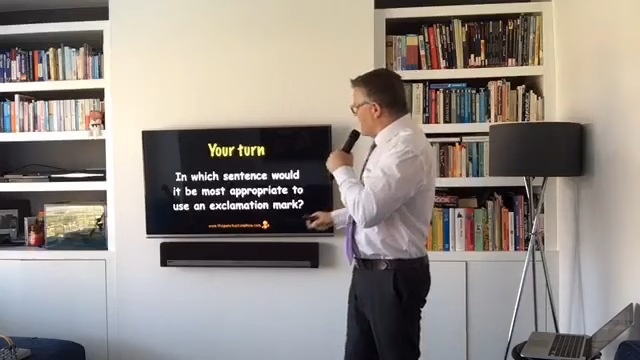 Your turn
In which sentence would
it be most appropriate to
use an exclamation mark?